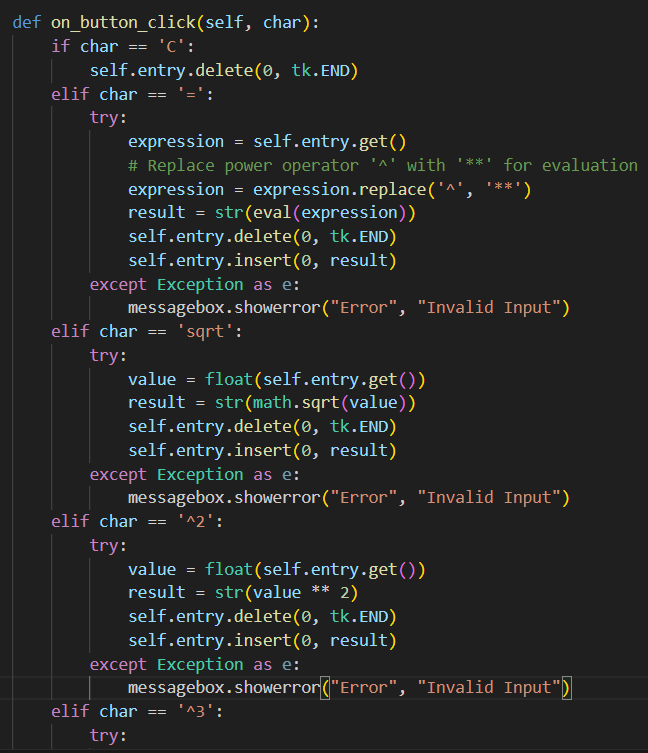 def on_button_click(self, char):
    if char == 'C':
        self.entry.delete(0, tk.END)
    elif char == '=':
        try:
            expression = self.entry.get()
            # Replace power operator '^' with '**' for evaluation
            expression = expression.replace('^', '**')
            result = str(eval(expression))
            self.entry.delete(0, tk.END)
            self.entry.insert(0, result)
        except Exception as e:
            messagebox.showerror("Error", "Invalid Input")
    elif char == 'sqrt':
        try:
            value = float(self.entry.get())
            result = str(math.sqrt(value))
            self.entry.delete(0, tk.END)
            self.entry.insert(0, result)
        except Exception as e:
            messagebox.showerror("Error", "Invalid Input")
    elif char == '^2':
        try:
            value = float(self.entry.get())
            result = str(value ** 2)
            self.entry.delete(0, tk.END)
            self.entry.insert(0, result)
        except Exception as e:
            messagebox.showerror("Error", "Invalid Input")
    elif char == '^3':
        try: